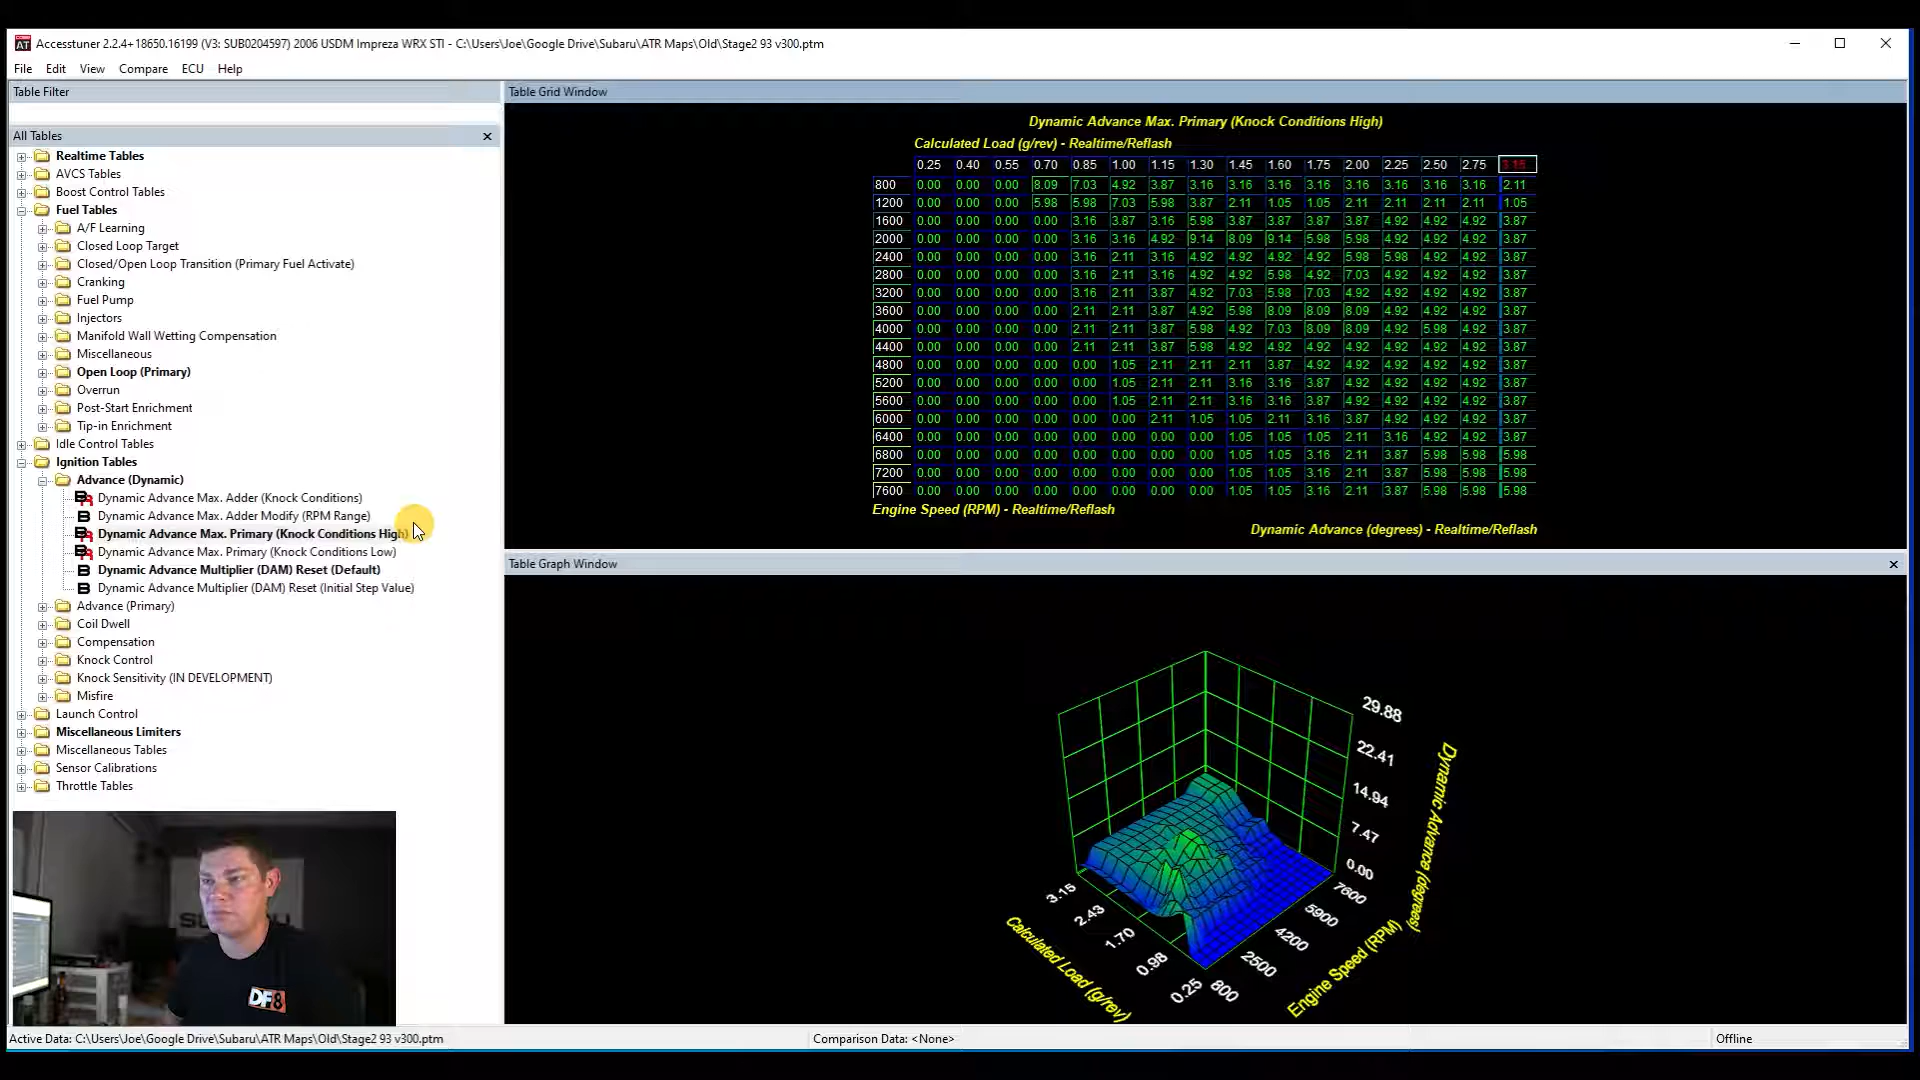 Accesstuner 2.2.4+18650.16199 (V3: SUB0204597) 2006 USDM Impreza WRX STI - C:\Users\Joe\Google Drive\Subaru\ATR Maps\Old\Stage2 93 v300.ptm
File Edit View Compare ECU Help
Table Filter
All Tables
Realtime Tables
AVCS Tables
Boost Control Tables
Fuel Tables
A/F Learning
Closed Loop Target
Closed/Open Loop Transition (Primary Fuel Activate)
Cranking
Fuel Pump
Injectors
Manifold Wall Wetting Compensation
Miscellaneous
Open Loop (Primary)
Overrun
Post-Start Enrichment
Tip-in Enrichment
Idle Control Tables
Ignition Tables
Advance (Dynamic)
Dynamic Advance Max. Adder (Knock Conditions)
Dynamic Advance Max. Adder Modify (RPM Range)
Dynamic Advance Max. Primary (Knock Conditions High)
Dynamic Advance Max. Primary (Knock Conditions Low)
Dynamic Advance Multiplier (DAM) Reset (Default)
Dynamic Advance Multiplier (DAM) Reset (Initial Step Value)
Advance (Primary)
Coil Dwell
Compensation
Knock Control
Knock Sensitivity (IN DEVELOPMENT)
Misfire
Launch Control
Miscellaneous Limiters
Miscellaneous Tables
Sensor Calibrations
Throttle Tables
DF8
Table Grid Window
Dynamic Advance Max. Primary (Knock Conditions High)
Calculated Load (g/rev) - Realtime/Reflash
0.25 0.40 0.55 0.70 0.85 1.00 1.15 1.30 1.45 1.60 1.75 2.00 2.25 2.50 2.75 3.15
800 0.00 0.00 0.00 8.09 7.03 4.92 3.87 3.16 3.16 3.16 3.16 3.16 3.16 3.16 3.16 2.11
1200 0.00 0.00 0.00 5.98 5.98 7.03 5.98 3.87 2.11 1.05 1.05 2.11 2.11 2.11 2.11 1.05
1600 0.00 0.00 0.00 0.00 3.16 3.87 3.16 5.98 3.87 3.87 3.87 3.87 4.92 4.92 4.92 3.87
2000 0.00 0.00 0.00 0.00 3.16 3.16 4.92 9.14 8.09 9.14 5.98 5.98 4.92 4.92 4.92 3.87
2400 0.00 0.00 0.00 0.00 3.16 2.11 3.16 4.92 4.92 4.92 4.92 5.98 5.98 4.92 4.92 3.87
2800 0.00 0.00 0.00 0.00 3.16 2.11 3.16 4.92 4.92 5.98 4.92 7.03 4.92 4.92 4.92 3.87
3200 0.00 0.00 0.00 0.00 3.16 2.11 3.87 4.92 7.03 5.98 7.03 4.92 4.92 4.92 4.92 3.87
3600 0.00 0.00 0.00 0.00 2.11 2.11 3.87 4.92 5.98 8.09 8.09 8.09 4.92 4.92 4.92 3.87
4000 0.00 0.00 0.00 0.00 2.11 2.11 3.87 5.98 4.92 7.03 8.09 8.09 4.92 5.98 4.92 3.87
4400 0.00 0.00 0.00 0.00 2.11 2.11 3.87 5.98 4.92 4.92 4.92 4.92 4.92 4.92 4.92 3.87
4800 0.00 0.00 0.00 0.00 0.00 1.05 2.11 2.11 2.11 3.87 4.92 4.92 4.92 4.92 4.92 3.87
5200 0.00 0.00 0.00 0.00 0.00 1.05 2.11 2.11 3.16 3.16 3.87 4.92 4.92 4.92 4.92 3.87
5600 0.00 0.00 0.00 0.00 0.00 1.05 2.11 2.11 3.16 3.16 3.87 4.92 4.92 4.92 4.92 3.87
6000 0.00 0.00 0.00 0.00 0.00 0.00 2.11 1.05 1.05 2.11 3.16 3.87 4.92 4.92 4.92 3.87
6400 0.00 0.00 0.00 0.00 0.00 0.00 0.00 0.00 1.05 1.05 1.05 2.11 3.16 4.92 4.92 3.87
6800 0.00 0.00 0.00 0.00 0.00 0.00 0.00 0.00 1.05 1.05 3.16 2.11 3.87 5.98 5.98 5.98
7200 0.00 0.00 0.00 0.00 0.00 0.00 0.00 0.00 1.05 1.05 3.16 2.11 3.87 5.98 5.98 5.98
7600 0.00 0.00 0.00 0.00 0.00 0.00 0.00 0.00 1.05 1.05 3.16 2.11 3.87 5.98 5.98 5.98
Engine Speed (RPM) - Realtime/Reflash
Dynamic Advance (degrees) - Realtime/Reflash
Table Graph Window
29.88
22.41
14.94
7.47
0.00
Dynamic Advance (degrees)
3.15
2.43
1.70
0.98
0.25
Calculated Load (g/rev)
7600
5900
4200
2500
800
Engine Speed (RPM)
Active Data: C:\Users\Joe\Google Drive\Subaru\ATR Maps\Old\Stage2 93 v300.ptm
Comparison Data: <None>
Offline